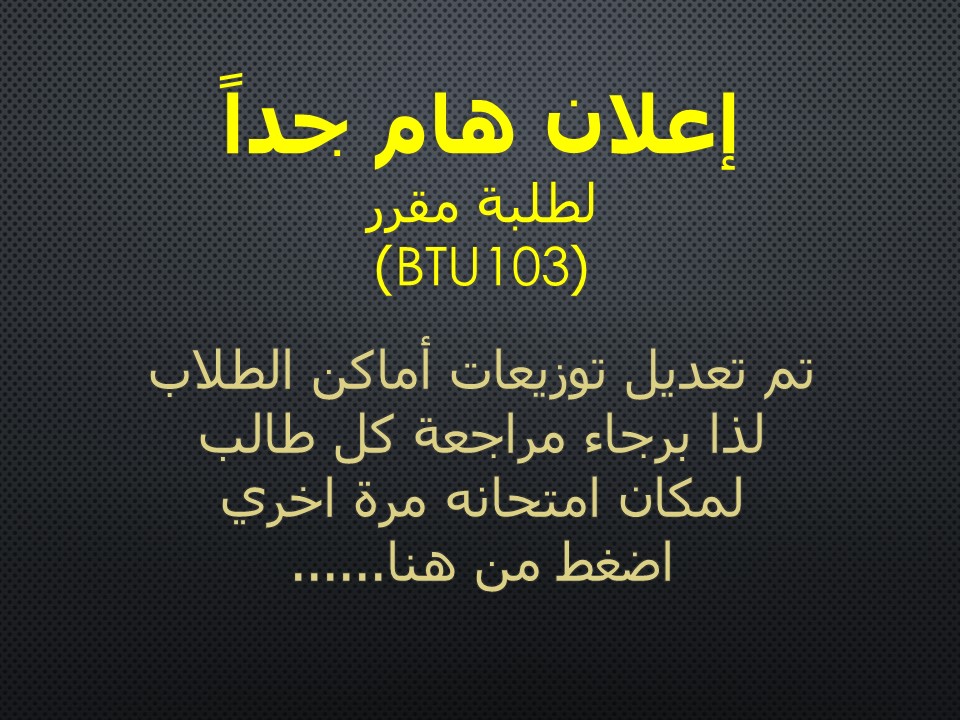 إعلان هام جداً
لطلبة مقرر
(BTU103)
تم تعديل توزيعات أماكن الطلاب
لذا برجاء مراجعة كل طالب
لمكان امتحانه مرة اخري
اضغط من هنا......